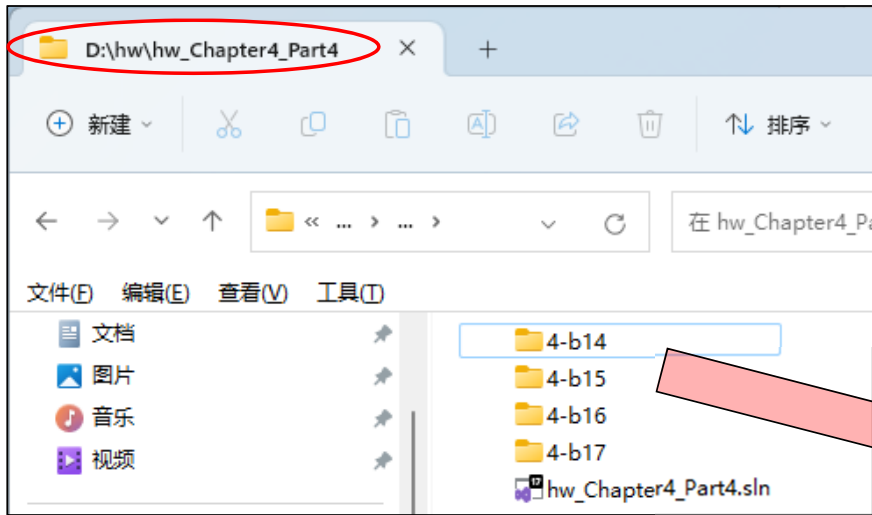 D:\hw\hw_Chapter4_Part4
新建 排序
« ... > ... > 在 hw_Chapter4_Pa
文件(F) 编辑(E) 查看(V) 工具(T)
文档
图片
音乐
视频
4-b14
4-b15
4-b16
4-b17
hw_Chapter4_Part4.sln